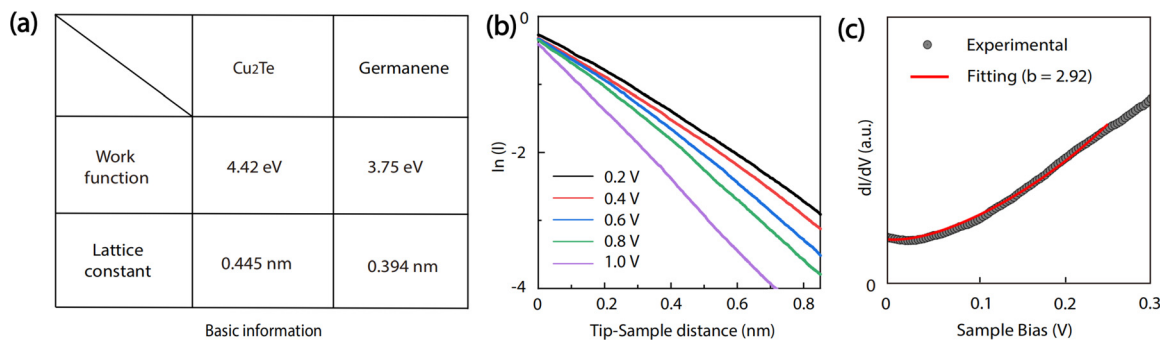 (a)
Cu2Te
Germanene
Work
function
4.42 eV
3.75 eV
Lattice
constant
0.445 nm
0.394 nm
Basic information
(b)
ln (I)
0
-2
-4
0.2 V
0.4 V
0.6 V
0.8 V
1.0 V
0 0.2 0.4 0.6 0.8
Tip-Sample distance (nm)
(c)
dI/dV (a.u.)
Experimental
Fitting (b = 2.92)
0
0 0.1 0.2 0.3
Sample Bias (V)